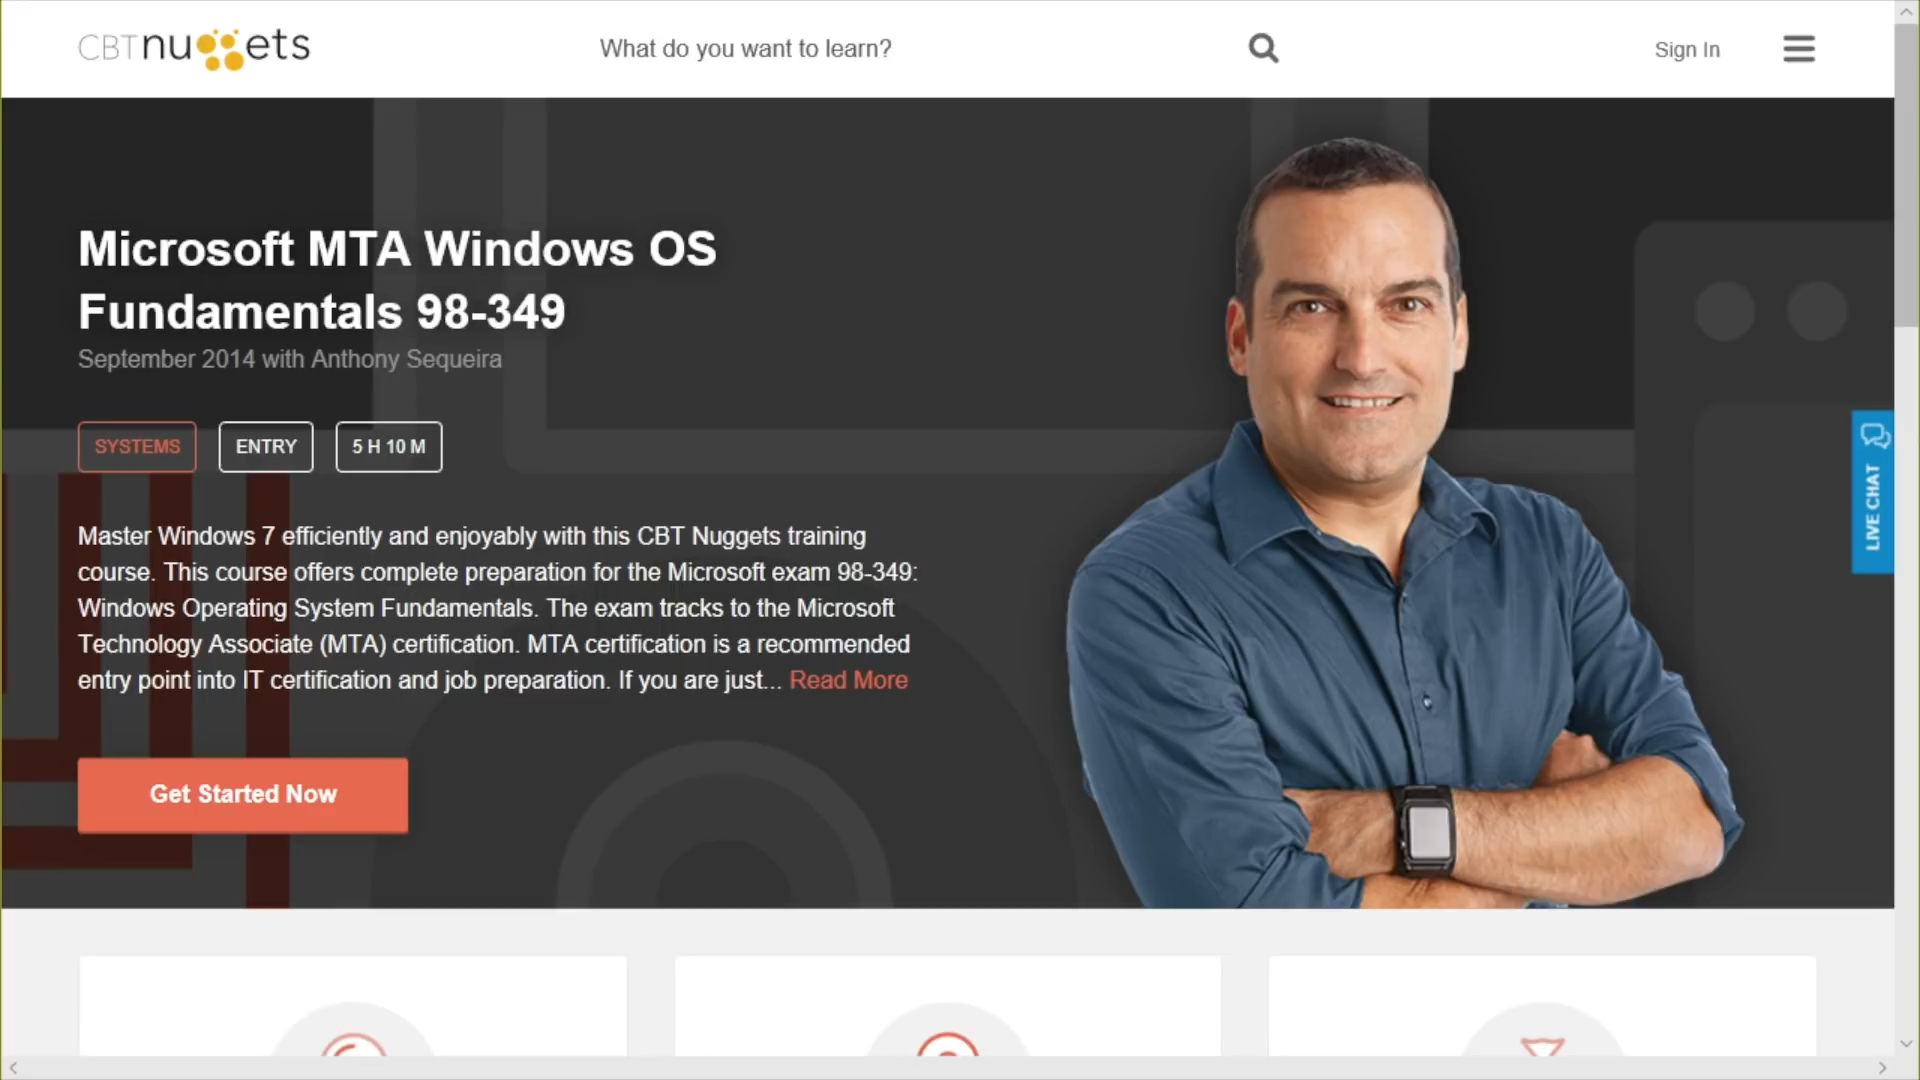 CBTnuggets
What do you want to learn?
Sign In
Microsoft MTA Windows OS
Fundamentals 98-349
September 2014 with Anthony Sequeira
SYSTEMS
ENTRY
5 H 10 M
Master Windows 7 efficiently and enjoyably with this CBT Nuggets training
course. This course offers complete preparation for the Microsoft exam 98-349:
Windows Operating System Fundamentals. The exam tracks to the Microsoft
Technology Associate (MTA) certification. MTA certification is a recommended
entry point into IT certification and job preparation. If you are just... Read More
Get Started Now
LIVE CHAT